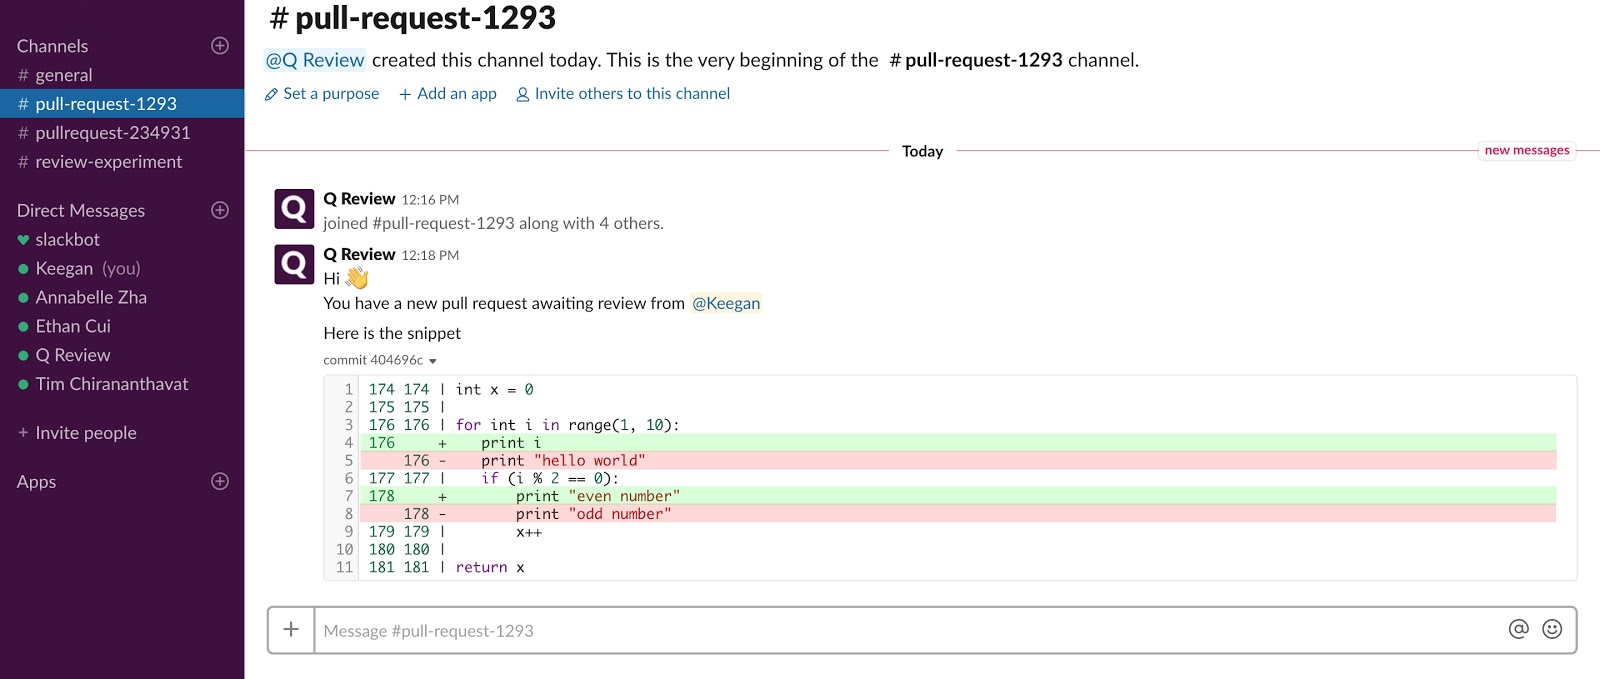 Channels
# general
# pull-request-1293
# pullrequest-234931
# review-experiment
Direct Messages
slackbot
Keegan (you)
Annabelle Zha
Ethan Cui
Q Review
Tim Chirananthavat
+ Invite people
Apps
# pull-request-1293
@Q Review created this channel today. This is the very beginning of the # pull-request-1293 channel.
Set a purpose + Add an app Invite others to this channel
Today
new messages
Q Q Review 12:16 PM
joined #pull-request-1293 along with 4 others.
Q Q Review 12:18 PM
Hi 👋
You have a new pull request awaiting review from @Keegan
Here is the snippet
commit 404696c
1 174 174 | int x = 0
2 175 175 |
3 176 176 | for int i in range(1, 10):
4 176 + print i
5 176 - print "hello world"
6 177 177 | if (i % 2 == 0):
7 178 + print "even number"
8 178 - print "odd number"
9 179 179 | x++
10 180 180 |
11 181 181 | return x
+ Message #pull-request-1293 @